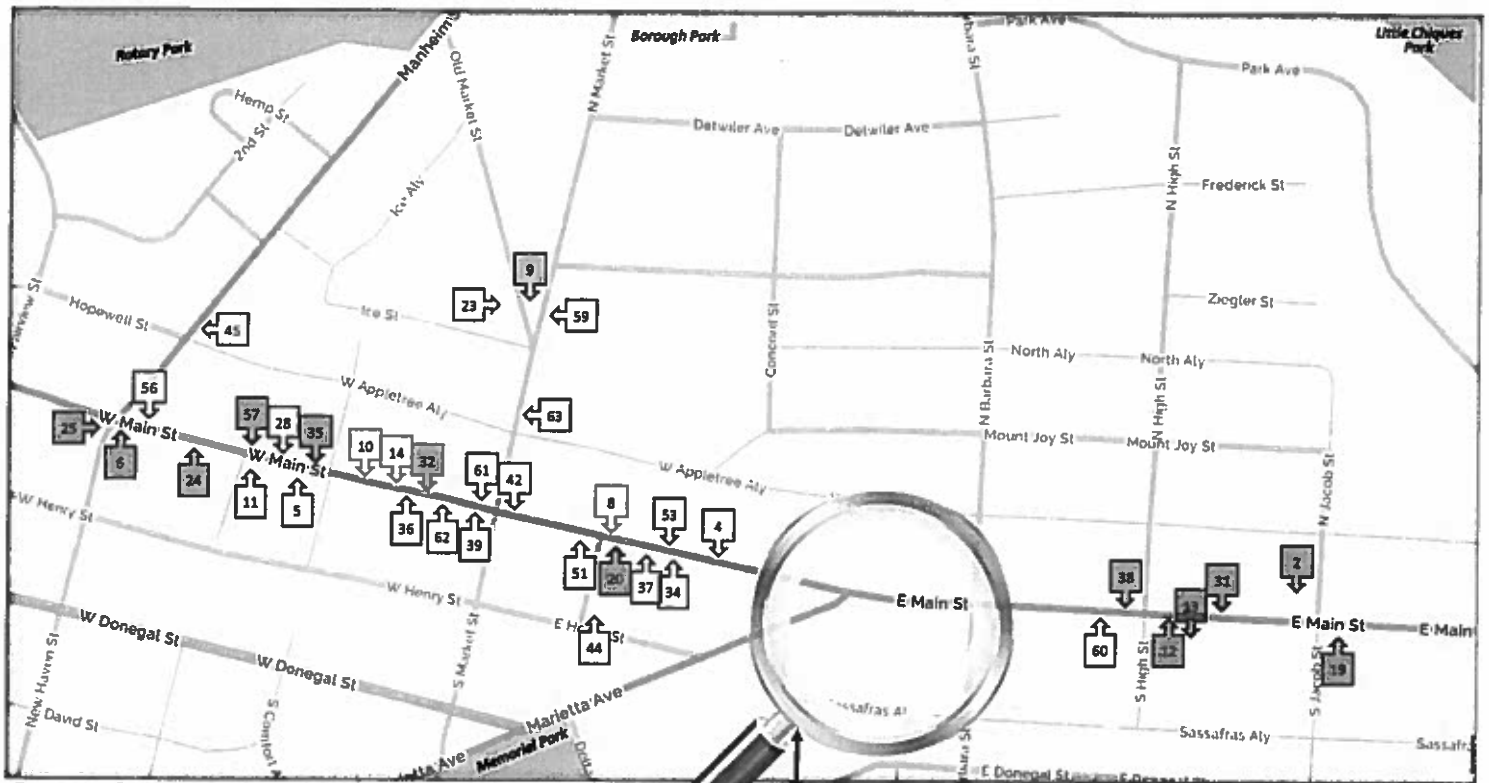 Rotary Park
Borough Park
Little Chiques
Park
Manheim
Old Market St
N Market St
Park Ave
Park Ave
Hemp St
2nd St
Ice Aly
Detwiler Ave
Detwiler Ave
N High St
Frederick St
9
23
59
45
Hopewell St
Ice St
Concord St
N Barbara St
Ziegler St
North Aly
North Aly
N High St
56
W Appletree Aly
63
25
W Main St
6
24
57
28
35
W Main St
11
5
10
14
32
36
62
39
61
42
W Appletree Aly
Mount Joy St
Mount Joy St
N Jacob St
8
53
4
51
20
37
34
44
W Henry St
W Henry St
E Main St
38
13
31
2
60
12
19
E Main St
E Main
W Donegal St
W Donegal St
New Haven St
David St
S Market St
Marietta Ave
Memorial Park
S High St
S Jacob St
Sassafras Aly
E Donegal St